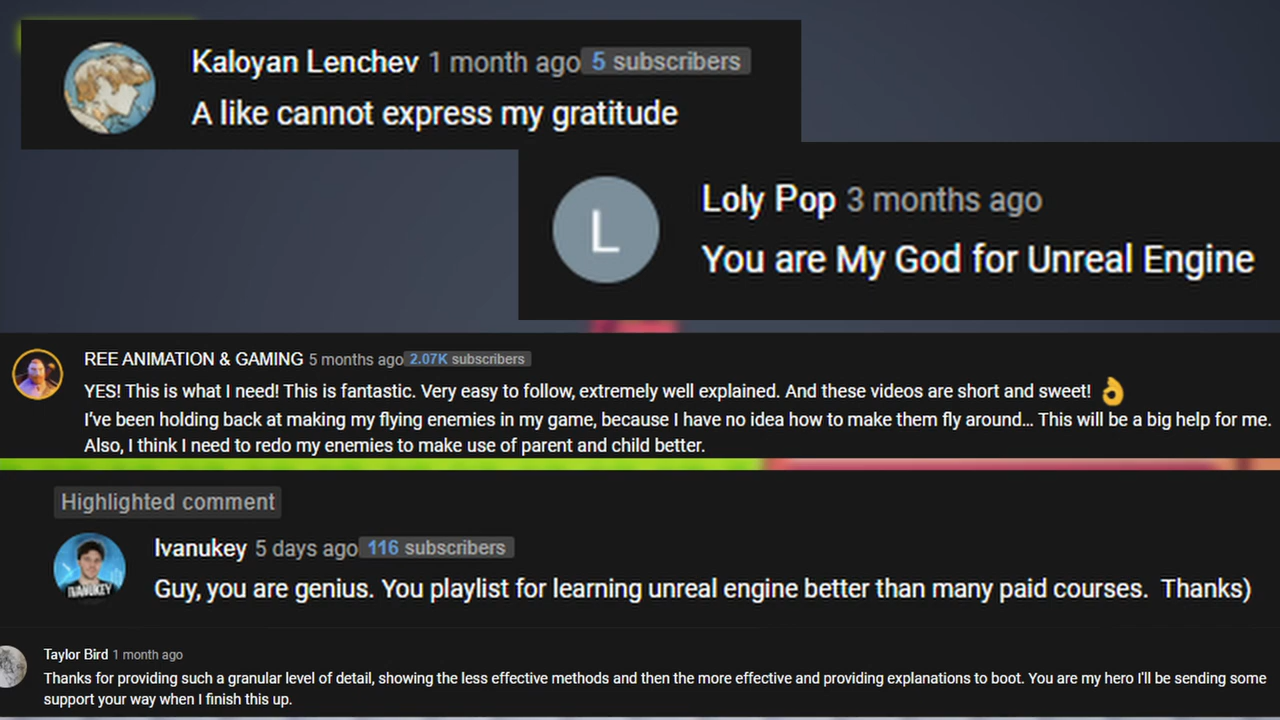 Kaloyan Lenchev 1 month ago 5 subscribers
A like cannot express my gratitude
L
Loly Pop 3 months ago
You are My God for Unreal Engine
REE ANIMATION & GAMING 5 months ago 2.07K subscribers
YES! This is what I need! This is fantastic. Very easy to follow, extremely well explained. And these videos are short and sweet! 👌
I've been holding back at making my flying enemies in my game, because I have no idea how to make them fly around... This will be a big help for me.
Also, I think I need to redo my enemies to make use of parent and child better.
Highlighted comment
Ivanukey 5 days ago 116 subscribers
IVANUKEY
Guy, you are genius. You playlist for learning unreal engine better than many paid courses.  Thanks)
Taylor Bird 1 month ago
Thanks for providing such a granular level of detail, showing the less effective methods and then the more effective and providing explanations to boot. You are my hero I'll be sending some
support your way when I finish this up.